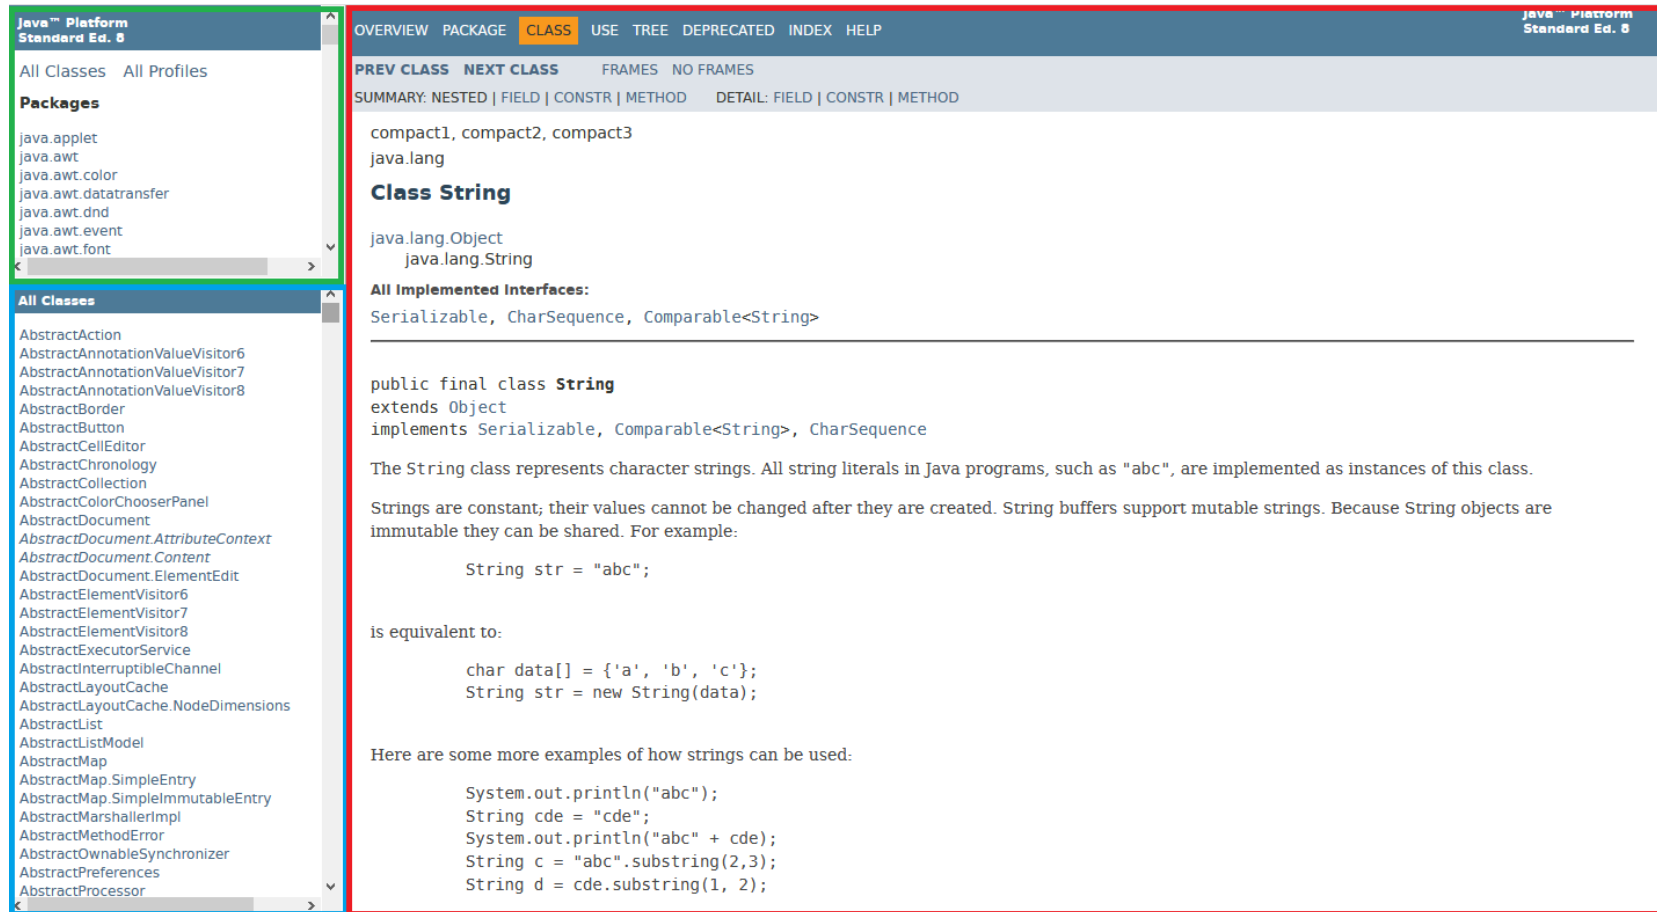 Java™ Platform
Standard Ed. 8
All Classes All Profiles
Packages
java.applet
java.awt
java.awt.color
java.awt.datatransfer
java.awt.dnd
java.awt.event
java.awt.font
All Classes
AbstractAction
AbstractAnnotationValueVisitor6
AbstractAnnotationValueVisitor7
AbstractAnnotationValueVisitor8
AbstractBorder
AbstractButton
AbstractCellEditor
AbstractChronology
AbstractCollection
AbstractColorChooserPanel
AbstractDocument
AbstractDocument.AttributeContext
AbstractDocument.Content
AbstractDocument.ElementEdit
AbstractElementVisitor6
AbstractElementVisitor7
AbstractElementVisitor8
AbstractExecutorService
AbstractInterruptibleChannel
AbstractLayoutCache
AbstractLayoutCache.NodeDimensions
AbstractList
AbstractListModel
AbstractMap
AbstractMap.SimpleEntry
AbstractMap.SimpleImmutableEntry
AbstractMarshallerImpl
AbstractMethodError
AbstractOwnableSynchronizer
AbstractPreferences
AbstractProcessor
OVERVIEW PACKAGE CLASS USE TREE DEPRECATED INDEX HELP
Java™ Platform
Standard Ed. 8
PREV CLASS NEXT CLASS FRAMES NO FRAMES
SUMMARY: NESTED | FIELD | CONSTR | METHOD DETAIL: FIELD | CONSTR | METHOD
compact1, compact2, compact3
java.lang
Class String
java.lang.Object
java.lang.String
All Implemented Interfaces:
Serializable, CharSequence, Comparable<String>
public final class String
extends Object
implements Serializable, Comparable<String>, CharSequence
The String class represents character strings. All string literals in Java programs, such as "abc", are implemented as instances of this class.
Strings are constant; their values cannot be changed after they are created. String buffers support mutable strings. Because String objects are
immutable they can be shared. For example:
String str = "abc";
is equivalent to:
char data[] = {'a', 'b', 'c'};
String str = new String(data);
Here are some more examples of how strings can be used:
System.out.println("abc");
String cde = "cde";
System.out.println("abc" + cde);
String c = "abc".substring(2,3);
String d = cde.substring(1, 2);